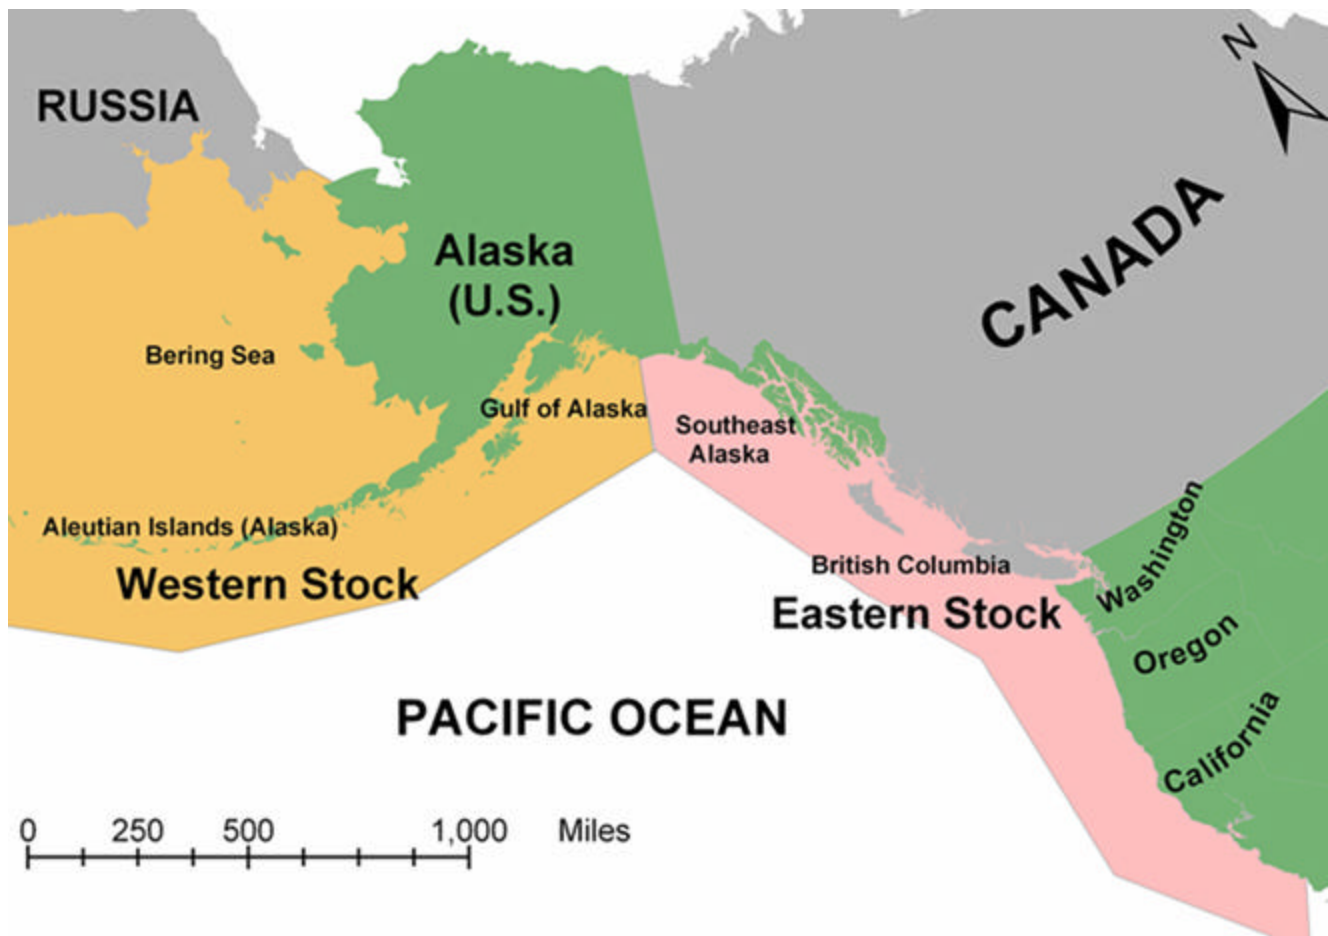 N
RUSSIA
CANADA
Alaska
(U.S.)
Bering Sea
Gulf of Alaska
Southeast
Alaska
Aleutian Islands (Alaska)
Western Stock
British Columbia
Eastern Stock
Washington
Oregon
California
PACIFIC OCEAN
0 250 500 1,000 Miles